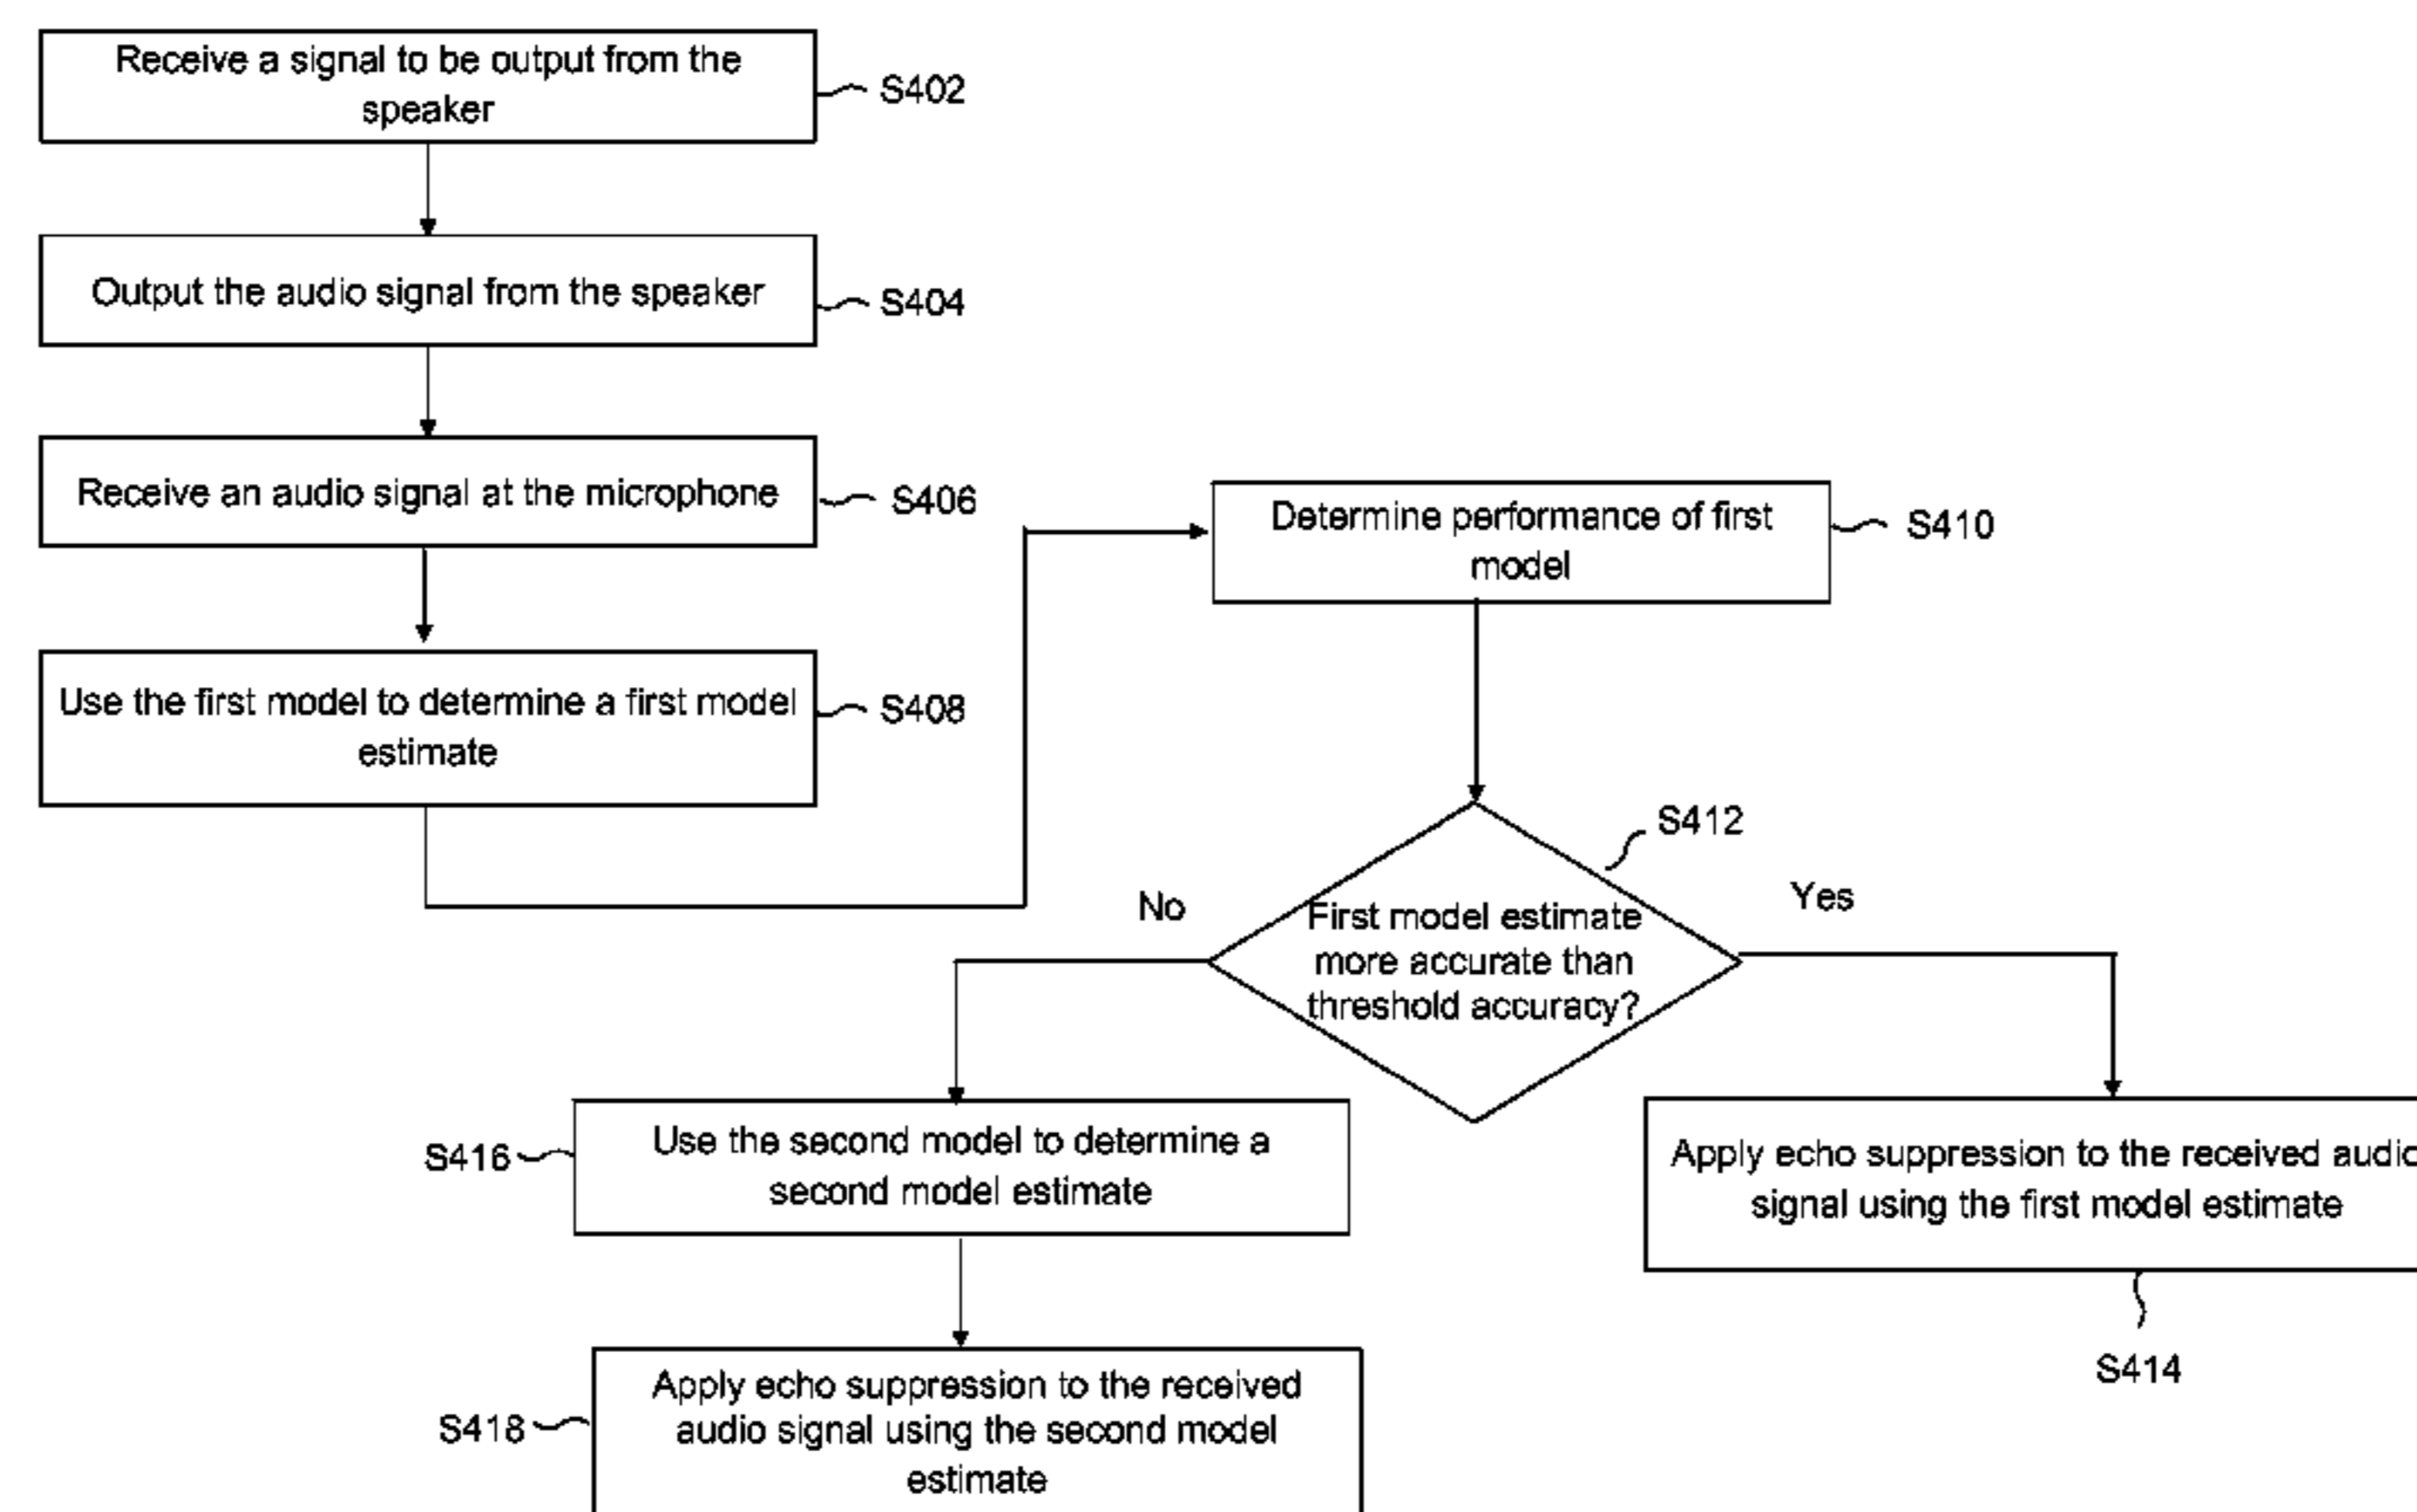 Receive a signal to be output from the
speaker
S402
Output the audio signal from the speaker
S404
Receive an audio signal at the microphone
S406
Use the first model to determine a first model
estimate
S408
Determine performance of first
model
S410
S412
First model estimate
more accurate than
threshold accuracy?
No
Yes
S416
Use the second model to determine a
second model estimate
Apply echo suppression to the received audio
signal using the first model estimate
S414
S418
Apply echo suppression to the received
audio signal using the second model
estimate